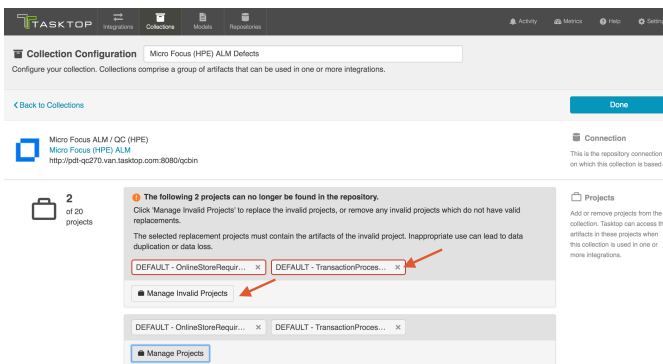 TASKTOP
Integrations
Collections
Models
Repositories
Activity
Metrics
Help
Collection Configuration
Micro Focus (HPE) ALM Defects
Configure your collection. Collections comprise a group of artifacts that can be used in one or more integrations.
Back to Collections
Done
Micro Focus ALM / QC (HPE)
Micro Focus (HPE) ALM
http://pdt-qc270.van.tasktop.com:8080/qcbin
Connection
This is the repository connection
on which this collection is based.
2
of 20
projects
The following 2 projects can no longer be found in the repository.
Click 'Manage Invalid Projects' to replace the invalid projects, or remove any invalid projects which do not have valid
replacements.
The selected replacement projects must contain the artifacts of the invalid project. Inappropriate use can lead to data
duplication or data loss.
DEFAULT - OnlineStoreRequir... ×
DEFAULT - TransactionProces... ×
Manage Invalid Projects
Projects
Add or remove projects from the
collection. Tasktop can access th
artifacts in these projects when
this collection is used in one or
more integrations.
DEFAULT - OnlineStoreRequir... ×
DEFAULT - TransactionProces... ×
Manage Projects